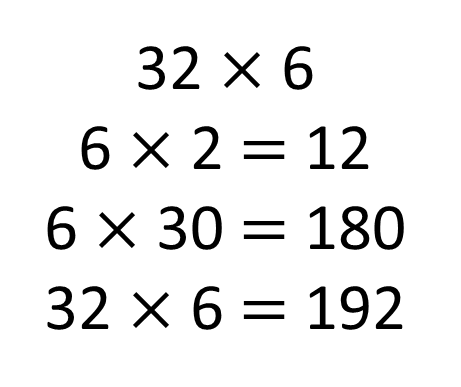 32 × 6
6 × 2 = 12
6 × 30 = 180
32 × 6 = 192